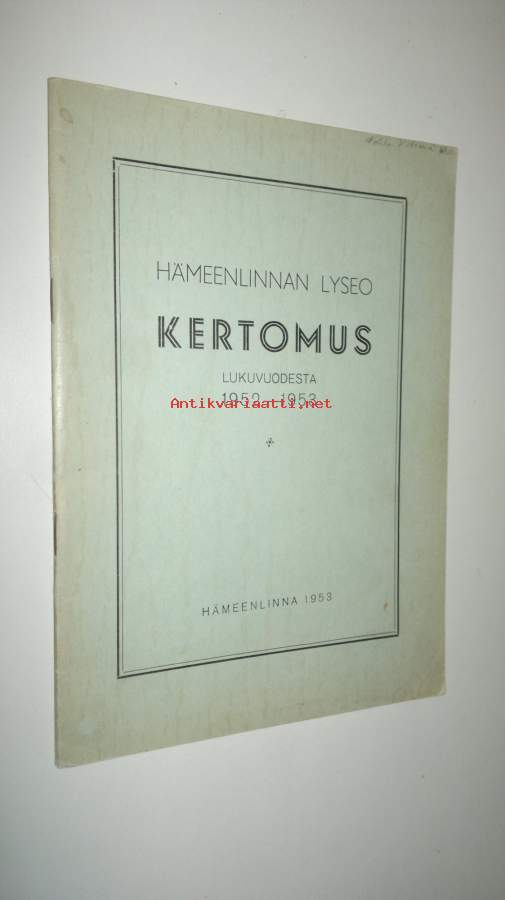 HÄMEENLINNAN LYSEO
KERTOMUS
LUKUVUODESTA
1952 1953
Antikvariaatti.net
HÄMEENLINNA 1953